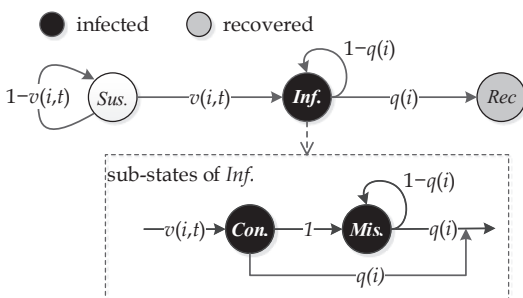 infected recovered
1-q(i)
1-v(i,t) Sus. v(i,t) Inf. q(i) Rec
sub-states of Inf.
1-q(i)
v(i,t) Con. 1 Mis. q(i)
q(i)